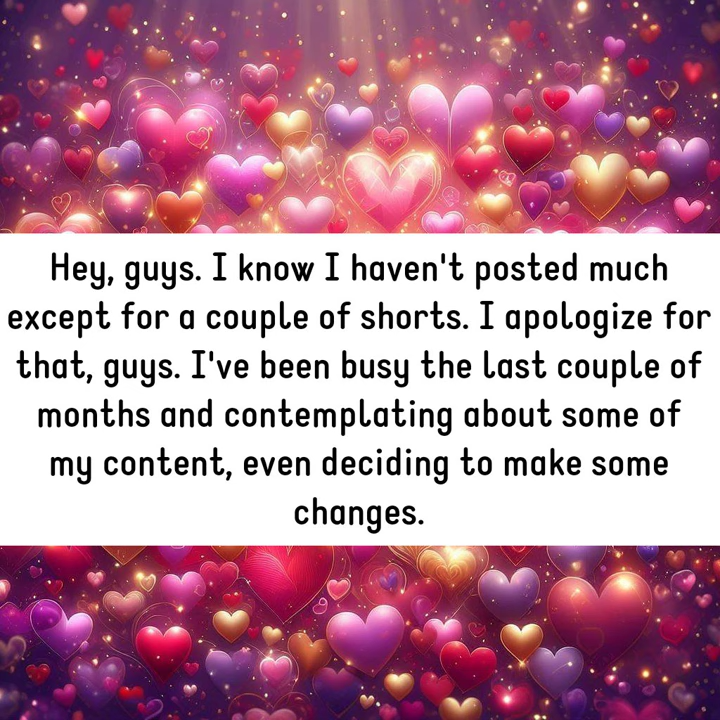 Hey, guys. I know I haven't posted much
except for a couple of shorts. I apologize for
that, guys. I've been busy the last couple of
months and contemplating about some of
my content, even deciding to make some
changes.